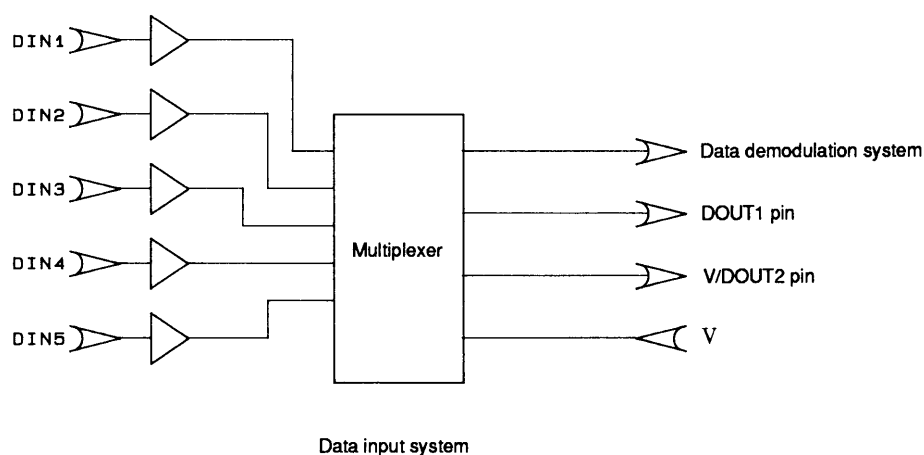 DIN1
DIN2
DIN3
DIN4
DIN5
Multiplexer
Data demodulation system
DOUT1 pin
V/DOUT2 pin
V
Data input system